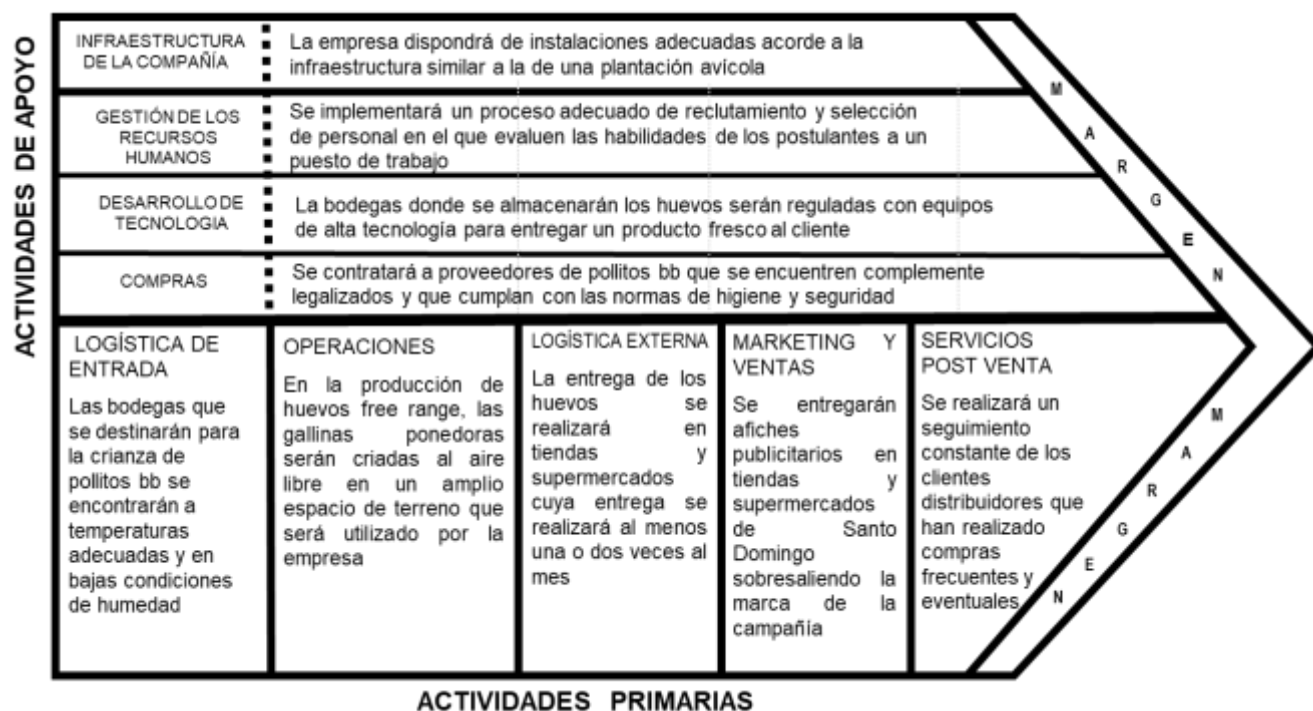 ACTIVIDADES DE APOYO
INFRAESTRUCTURA
DE LA COMPAÑÍA
La empresa dispondrá de instalaciones adecuadas acorde a la
infraestructura similar a la de una plantación avícola
GESTIÓN DE LOS
RECURSOS
HUMANOS
Se implementará un proceso adecuado de reclutamiento y selección
de personal en el que evaluen las habilidades de los postulantes a un
puesto de trabajo
DESARROLLO DE
TECNOLOGIA
La bodegas donde se almacenarán los huevos serán reguladas con equipos
de alta tecnología para entregar un producto fresco al cliente
COMPRAS
Se contratará a proveedores de pollitos bb que se encuentren complemente
legalizados y que cumplan con las normas de higiene y seguridad
MARGEN
LOGÍSTICA DE
ENTRADA
Las bodegas que
se destinarán para
la crianza de
pollitos bb se
encontrarán a
temperaturas
adecuadas y en
bajas condiciones
de humedad
OPERACIONES
En la producción de
huevos free range, las
gallinas ponedoras
serán criadas al aire
libre en un amplio
espacio de terreno que
será utilizado por la
empresa
LOGÍSTICA EXTERNA
La entrega de los
huevos se
realizará en
tiendas y
supermercados
cuya entrega se
realizará al menos
una o dos veces al
mes
MARKETING Y
VENTAS
Se entregarán
afiches
publicitarios en
tiendas y
supermercados
de Santo
Domingo
sobresaliendo la
marca de la
campañía
SERVICIOS
POST VENTA
Se realizará un
seguimiento
constante de los
clientes
distribuidores que
han realizado
compras
frecuentes y
eventuales
MARGEN
ACTIVIDADES PRIMARIAS